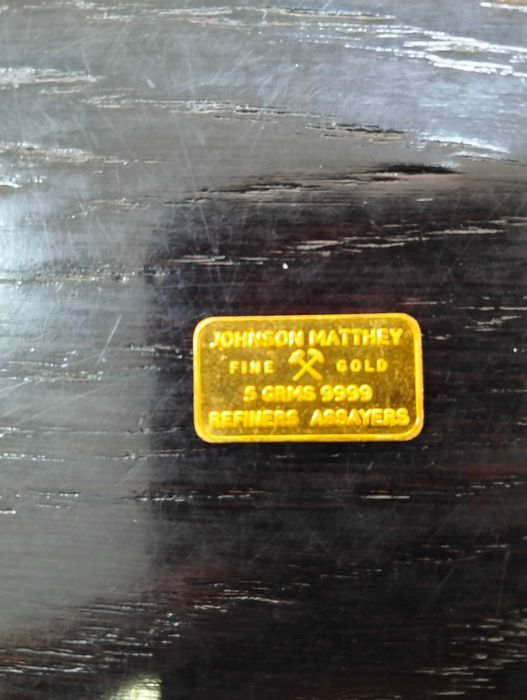 JOHNSON MATTHEY
FINE GOLD
5 GRMS 9999
REFINERS ASSAYERS